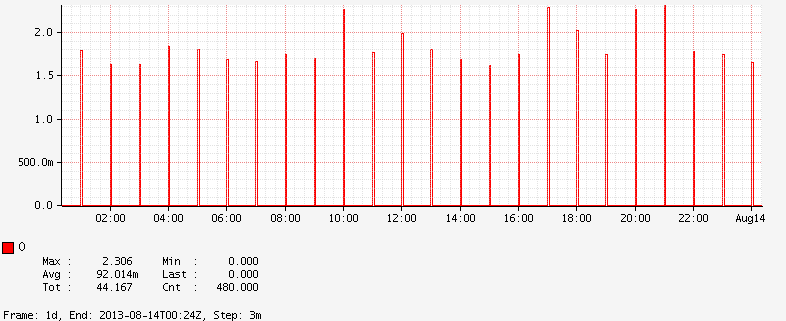 2.0
1.5
1.0
500.0m
0.0
02:00 04:00 06:00 08:00 10:00 12:00 14:00 16:00 18:00 20:00 22:00 Aug14
0
Max : 2.306 Min : 0.000
Avg : 92.014m Last : 0.000
Tot : 44.167 Cnt : 480.000
Frame: 1d, End: 2013-08-14T00:24Z, Step: 3m